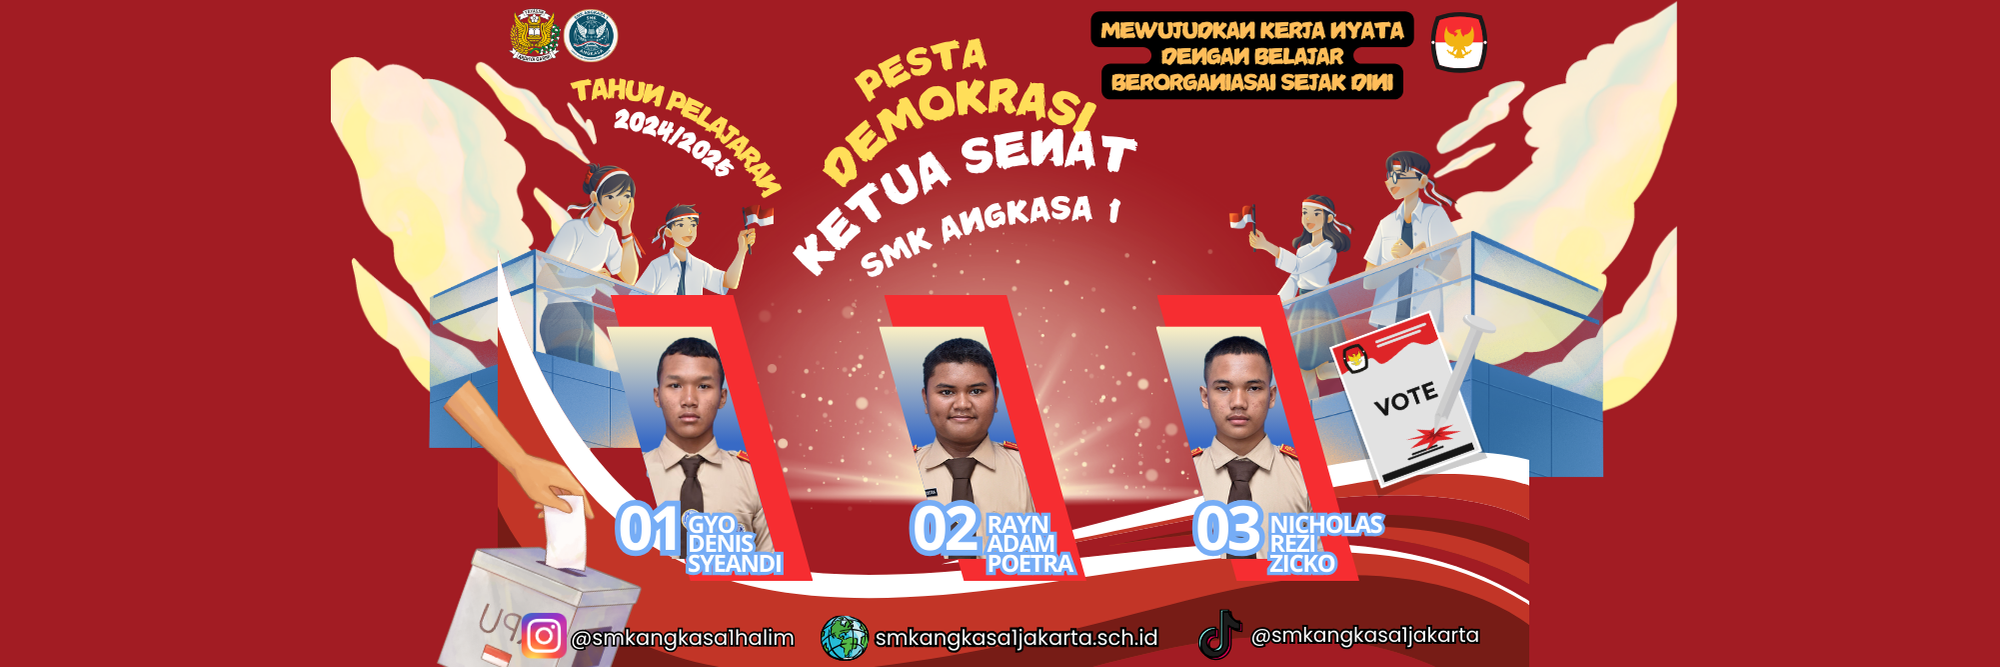 TAHUN PELAJARAN
2024/2025
PESTA
DEMOKRASI
KETUA SENAT
SMK ANGKASA 1
MEWUJUDKAN KERJA NYATA
DENGAN BELAJAR
BERORGANIASAI SEJAK DINI
VOTE
01 GYO
DENIS
SYEANDI
02 RAYN
ADAM
POETRA
03 NICHOLAS
REZI
ZICKO
@smkangkasa1halim
smkangkasa1jakarta.sch.id
@smkangkasa1jakarta